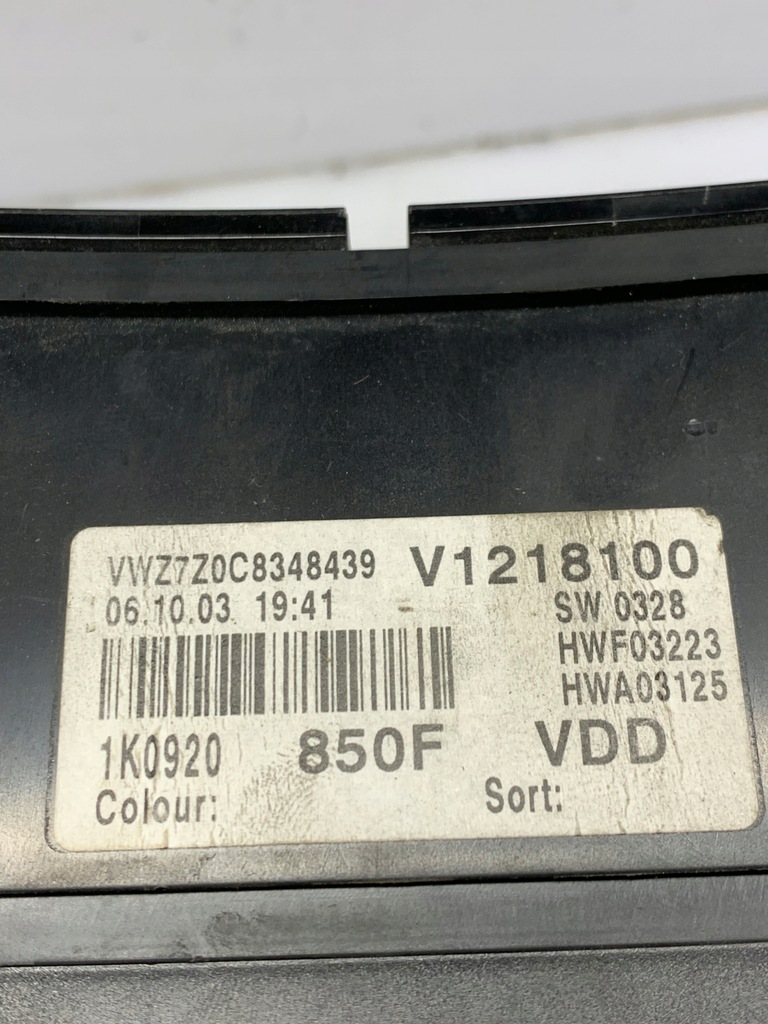 VWZ7Z0C8348439 V1218100
06.10.03 19:41 SW 0328
HWF03223
HWA03125
1K0920 850F VDD
Colour: Sort: